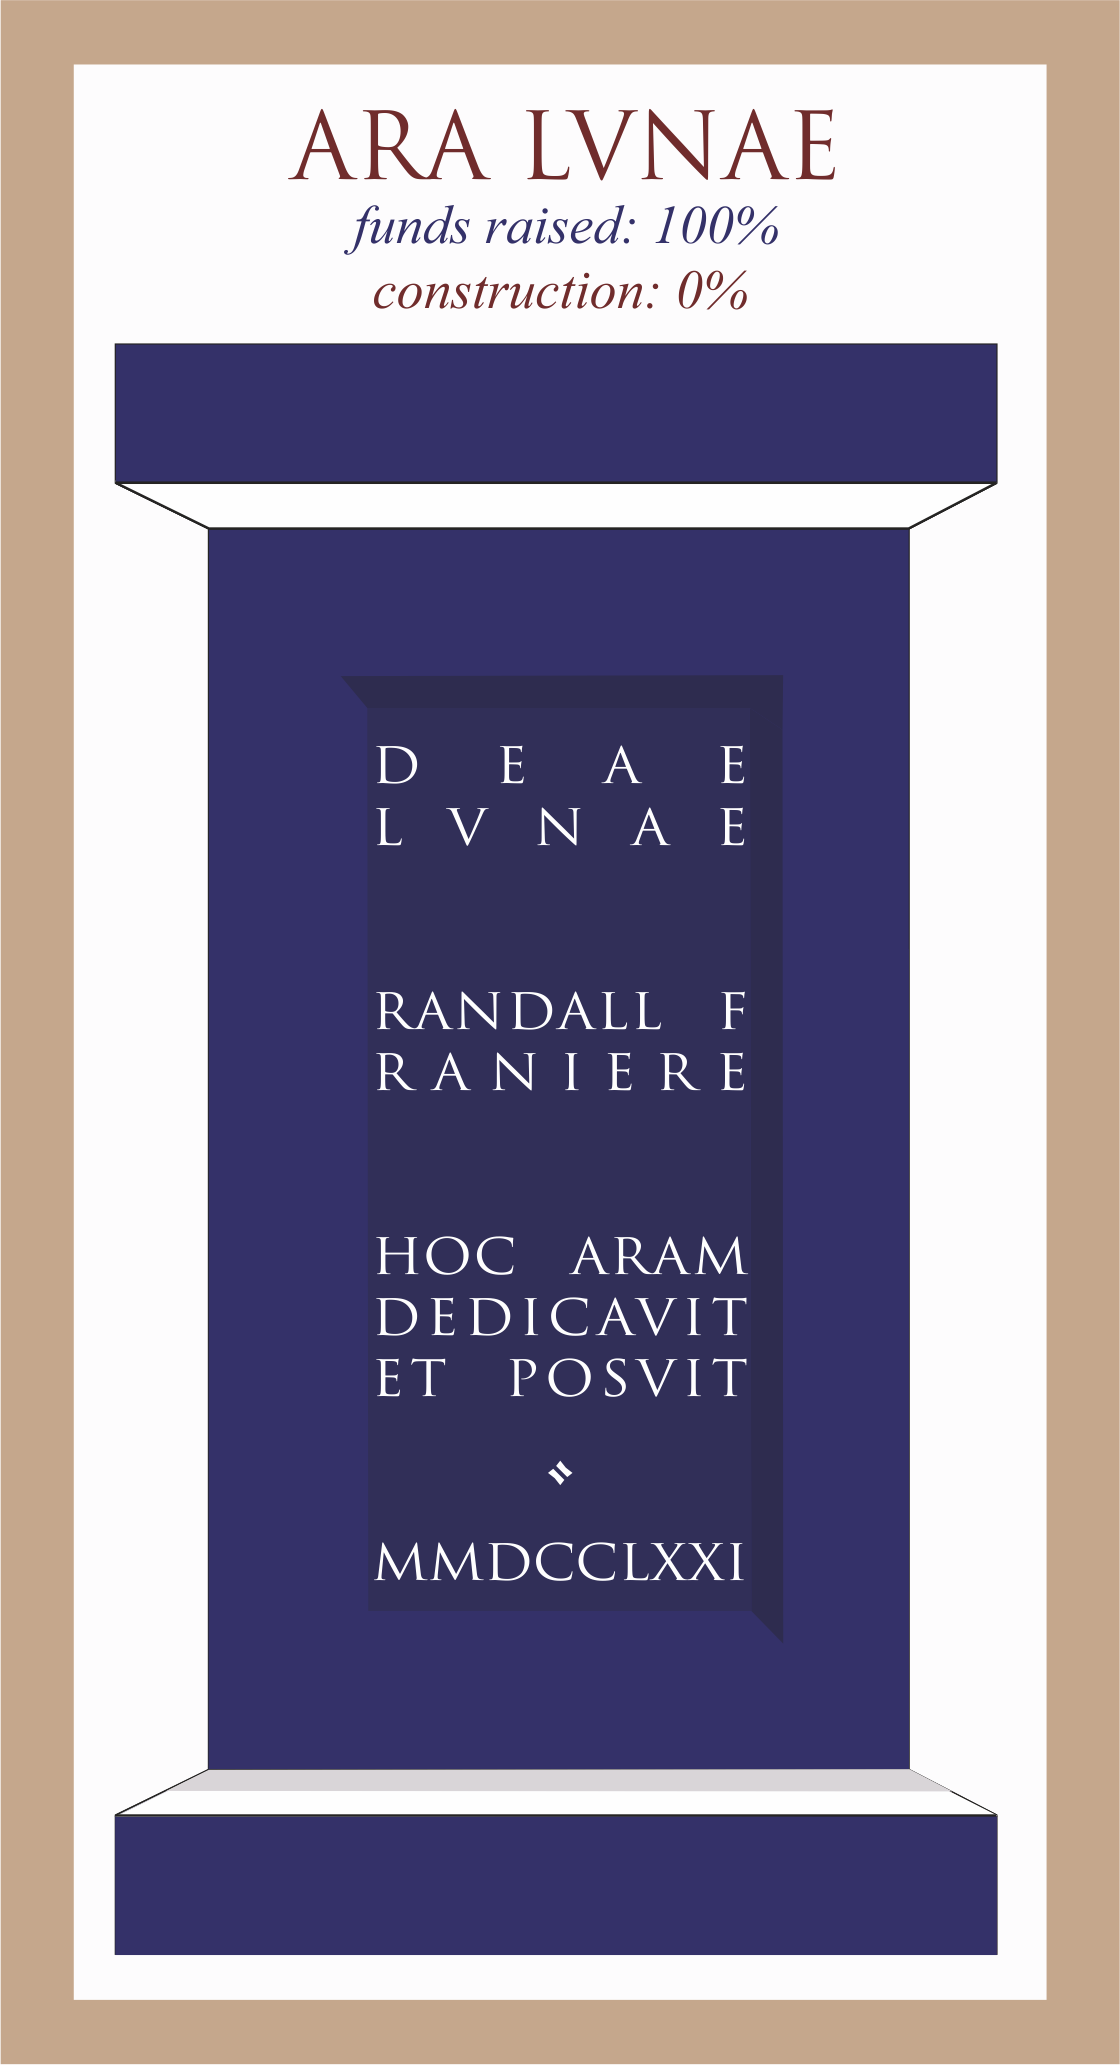 ARA LVNAE
funds raised: 100%
construction: 0%
DEAE
LVNAE
RANDALL F
RANIERE
HOC ARAM
DEDICAVIT
ET POSVIT
MMDCCLXXI